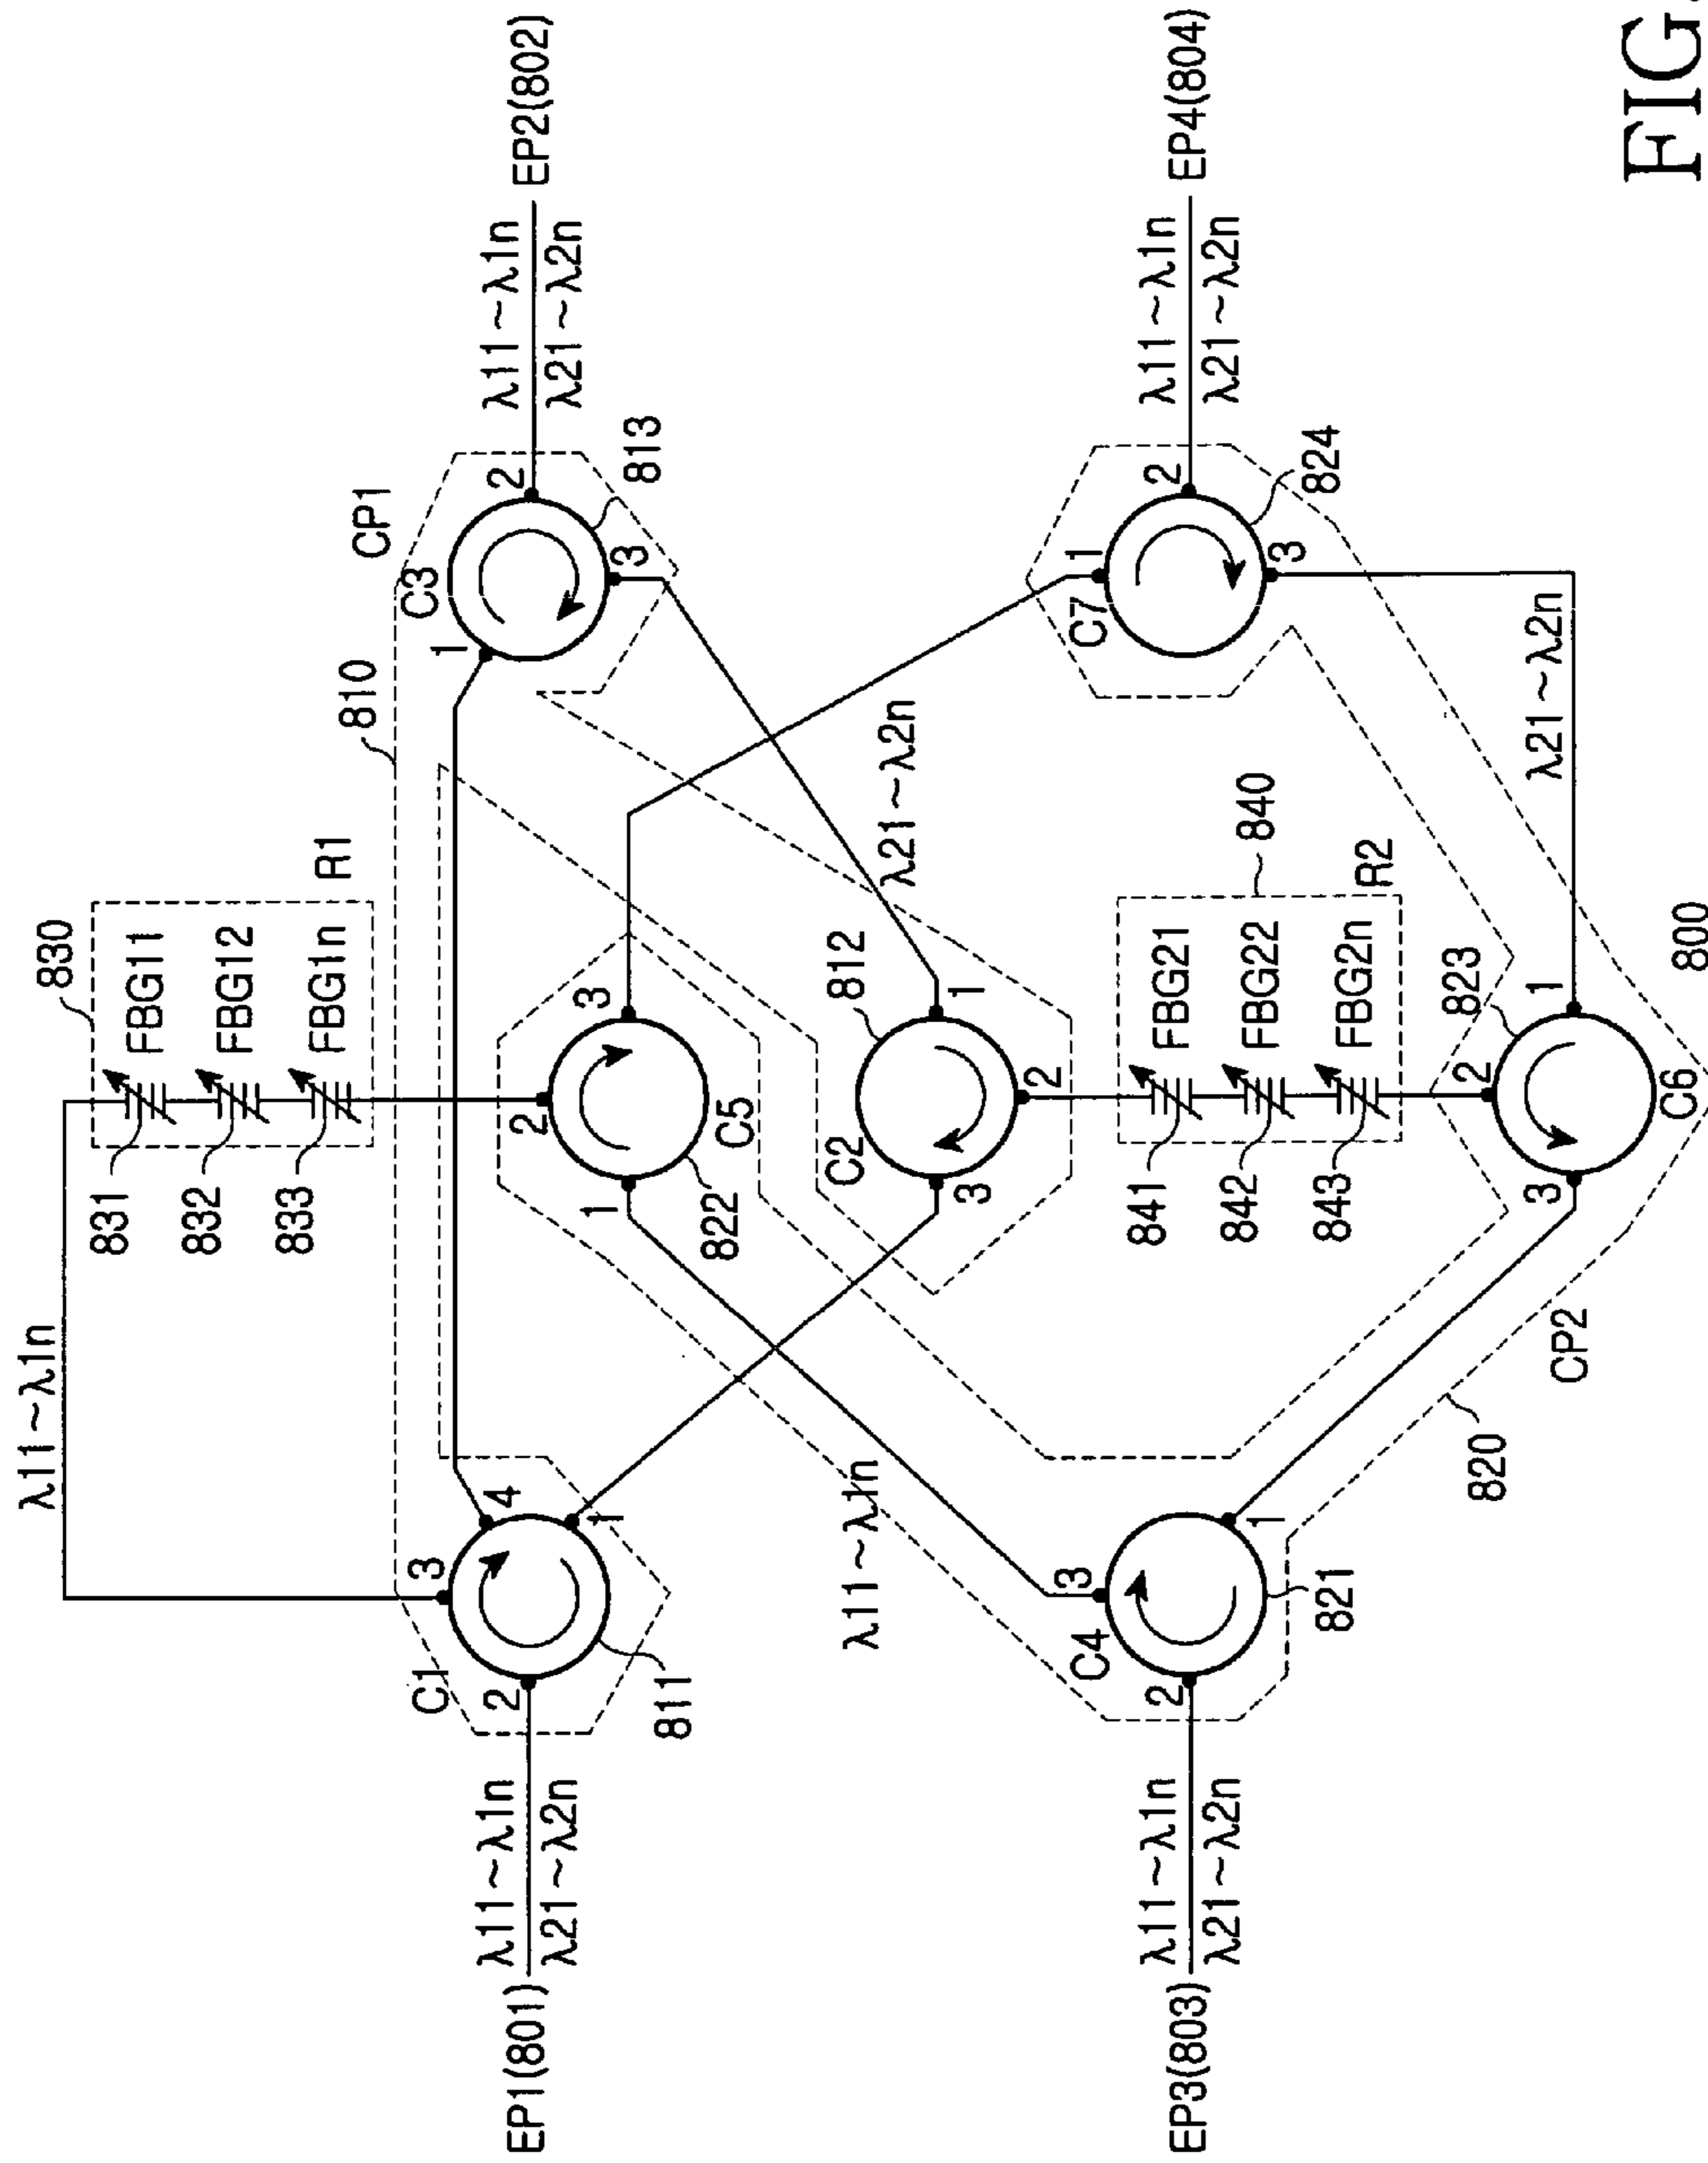 830
FBG11
FBG12
FBG1n
R1
831
832
833
λ11~λ1n
810
CP1
C3
1
2
3
813
EP2(802)
λ11~λ1n
λ21~λ2n
C1
3
4
1
2
811
EP1(801)
λ11~λ1n
λ21~λ2n
2
3
1
C5
822
812
C2
1
2
3
λ21~λ2n
λ11~λ1n
C7
1
2
3
824
EP4(804)
λ11~λ1n
λ21~λ2n
C4
3
2
1
821
EP3(803)
λ11~λ1n
λ21~λ2n
840
FBG21
FBG22
FBG2n
R2
841
842
843
823
2
1
3
C6
λ21~λ2n
CP2
820
800
FIG.